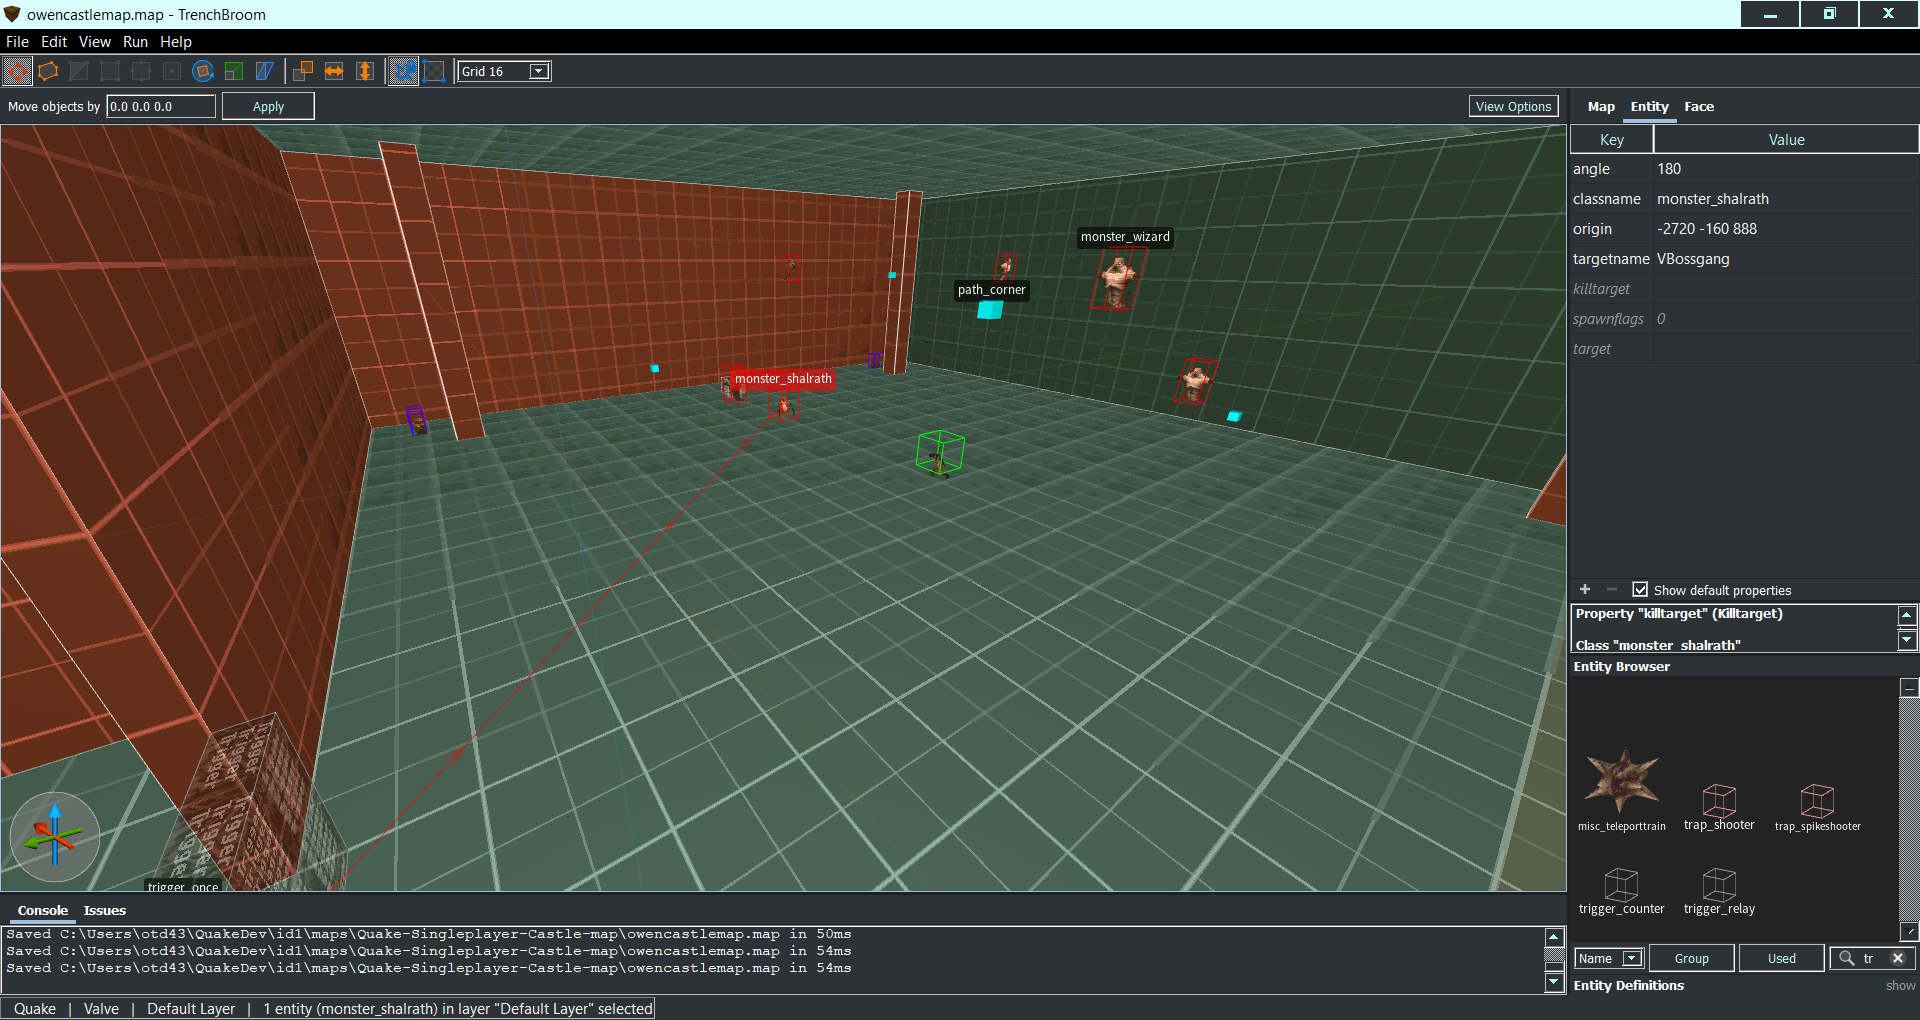 owencastlemap.map - TrenchBroom
File Edit View Run Help
Grid 16
Move objects by 0.0 0.0 0.0 Apply
View Options
Map Entity Face
Key Value
angle 180
classname monster_shalrath
origin -2720 -160 888
targetname VBossgang
killtarget
spawnflags 0
target
monster_wizard
path_corner
monster_shalrath
trigger
trigger
trigger
trigger_once
Show default properties
Property "killtarget" (Killtarget)
Class "monster_shalrath"
Entity Browser
misc_teleporttrain trap_shooter trap_spikeshooter
trigger_counter trigger_relay
Name Group Used tr
Entity Definitions show
Console Issues
Saved C:\Users\otd43\QuakeDev\id1\maps\Quake-Singleplayer-Castle-map\owencastlemap.map in 50ms
Saved C:\Users\otd43\QuakeDev\id1\maps\Quake-Singleplayer-Castle-map\owencastlemap.map in 54ms
Saved C:\Users\otd43\QuakeDev\id1\maps\Quake-Singleplayer-Castle-map\owencastlemap.map in 54ms
Quake | Valve | Default Layer | 1 entity (monster_shalrath) in layer "Default Layer" selected